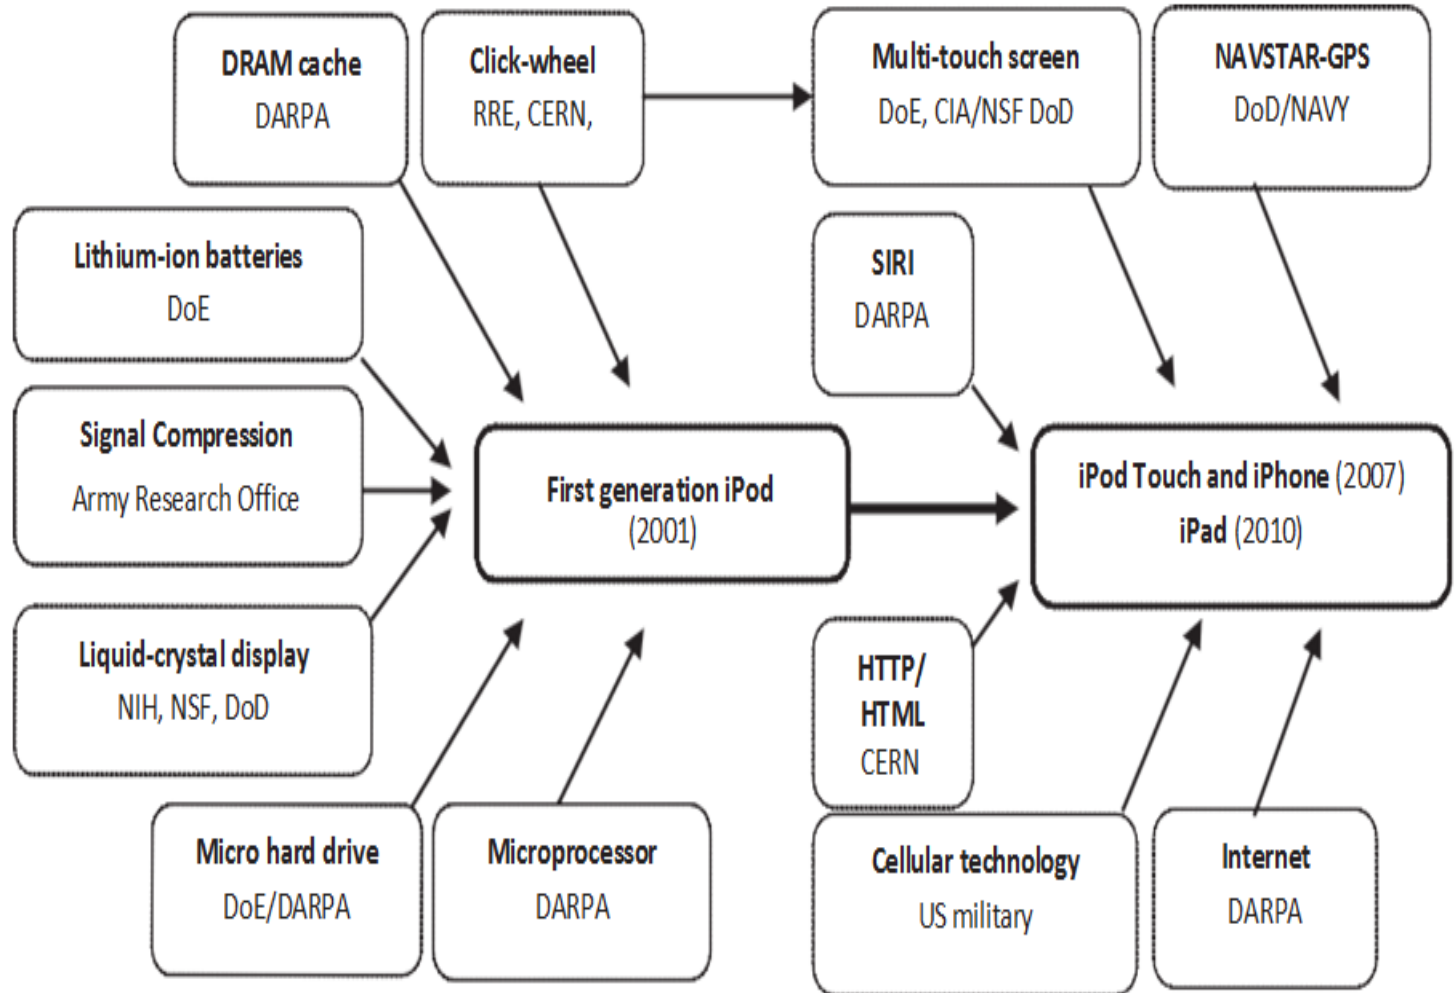 DRAM cache
DARPA
Click-wheel
RRE, CERN,
Multi-touch screen
DoE, CIA/NSF DoD
NAVSTAR-GPS
DoD/NAVY
Lithium-ion batteries
DoE
SIRI
DARPA
Signal Compression
Army Research Office
First generation iPod
(2001)
iPod Touch and iPhone (2007)
iPad (2010)
Liquid-crystal display
NIH, NSF, DoD
HTTP/
HTML
CERN
Micro hard drive
DoE/DARPA
Microprocessor
DARPA
Cellular technology
US military
Internet
DARPA